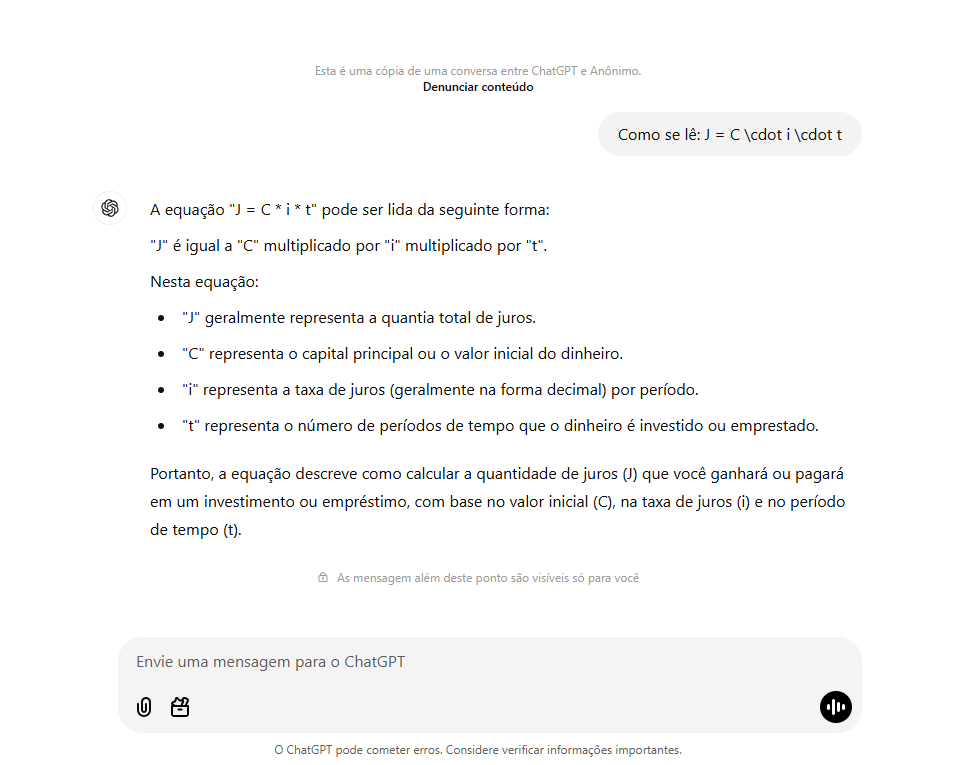 Esta é uma cópia de uma conversa entre ChatGPT e Anônimo.
Denunciar conteúdo
Como se lê: J = C \cdot i \cdot t
A equação "J = C * i * t" pode ser lida da seguinte forma:
"J" é igual a "C" multiplicado por "i" multiplicado por "t".
Nesta equação:
• "J" geralmente representa a quantia total de juros.
• "C" representa o capital principal ou o valor inicial do dinheiro.
• "i" representa a taxa de juros (geralmente na forma decimal) por período.
• "t" representa o número de períodos de tempo que o dinheiro é investido ou emprestado.
Portanto, a equação descreve como calcular a quantidade de juros (J) que você ganhará ou pagará
em um investimento ou empréstimo, com base no valor inicial (C), na taxa de juros (i) e no período
de tempo (t).
As mensagem além deste ponto são visíveis só para você
Envie uma mensagem para o ChatGPT
O ChatGPT pode cometer erros. Considere verificar informações importantes.